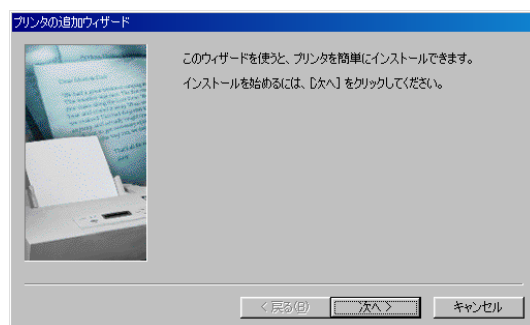 プリンタの追加ウィザード
このウィザードを使うと、プリンタを簡単にインストールできます。
インストールを始めるには、[次へ] をクリックしてください。
< 戻る(B)
次へ >
キャンセル